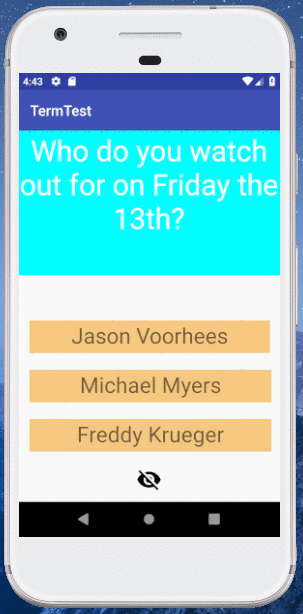 4:43
TermTest
Who do you watch
out for on Friday the
13th?
Jason Voorhees
Michael Myers
Freddy Krueger